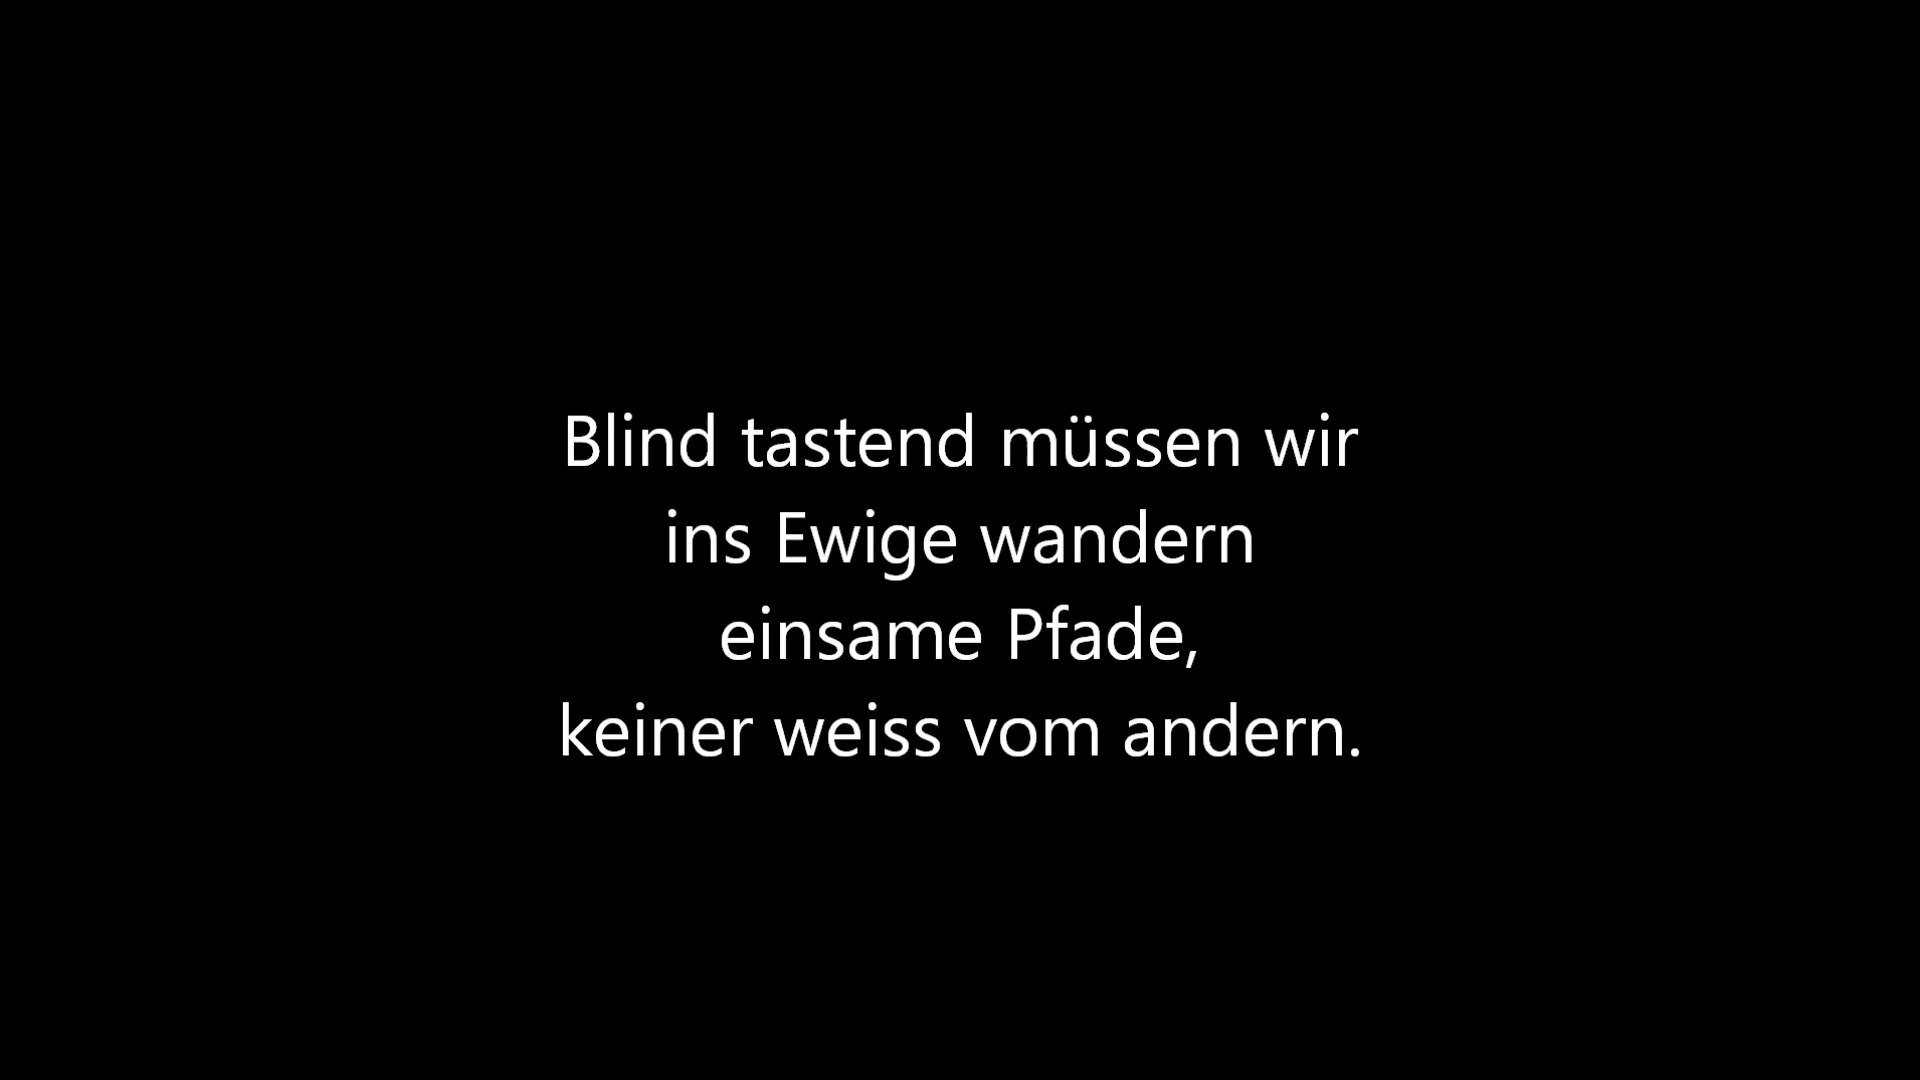 Blind tastend müssen wir
ins Ewige wandern
einsame Pfade,
keiner weiss vom andern.